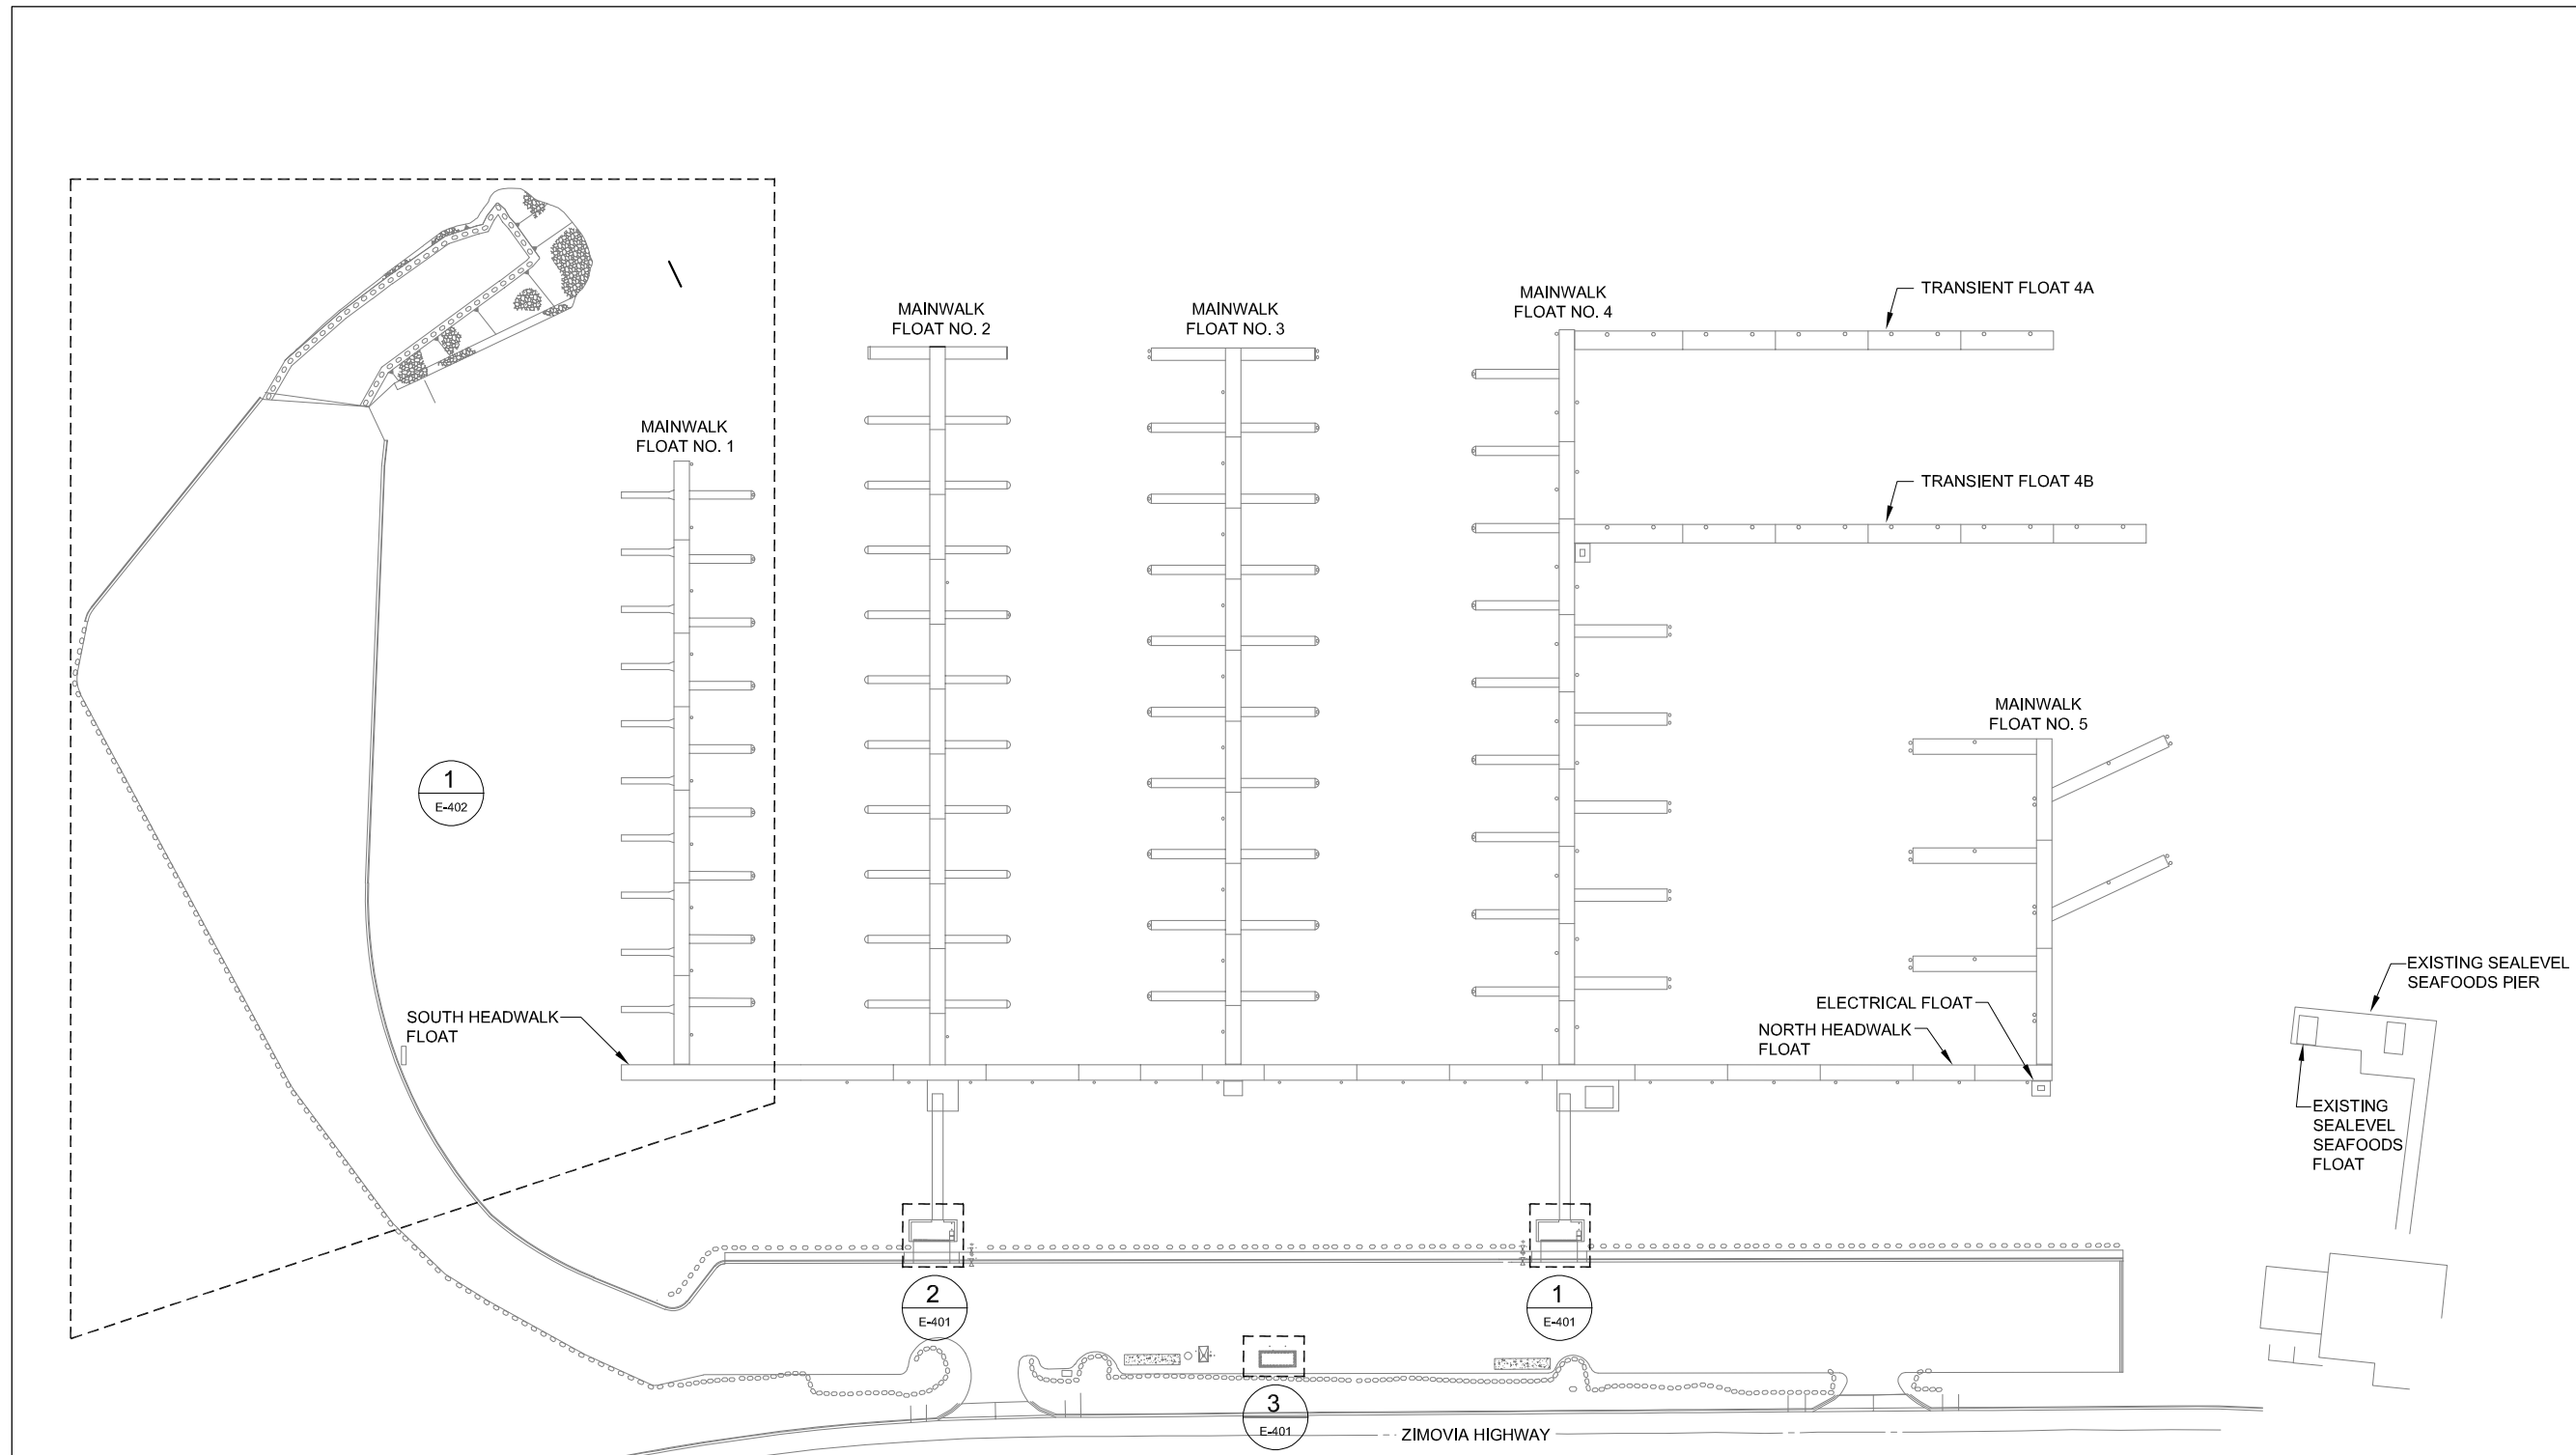 TRANSIENT FLOAT 4A
MAINWALK
FLOAT NO. 4
MAINWALK
FLOAT NO. 2
MAINWALK
FLOAT NO. 3
MAINWALK
FLOAT NO. 1
TRANSIENT FLOAT 4B
MAINWALK
FLOAT NO. 5
1
E-402
EXISTING SEALEVEL
SEAFOODS PIER
SOUTH HEADWALK
FLOAT
ELECTRICAL FLOAT
NORTH HEADWALK
FLOAT
EXISTING
SEALEVEL
SEAFOODS
FLOAT
2
E-401
1
E-401
3
E-401
ZIMOVIA HIGHWAY